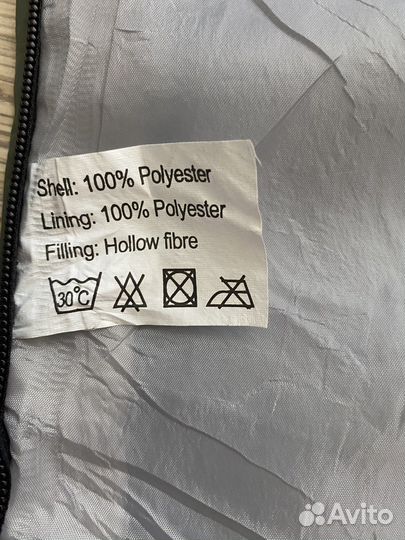 Shell: 100% Polyester
Lining: 100% Polyester
Filling: Hollow fibre
30°C
Avito